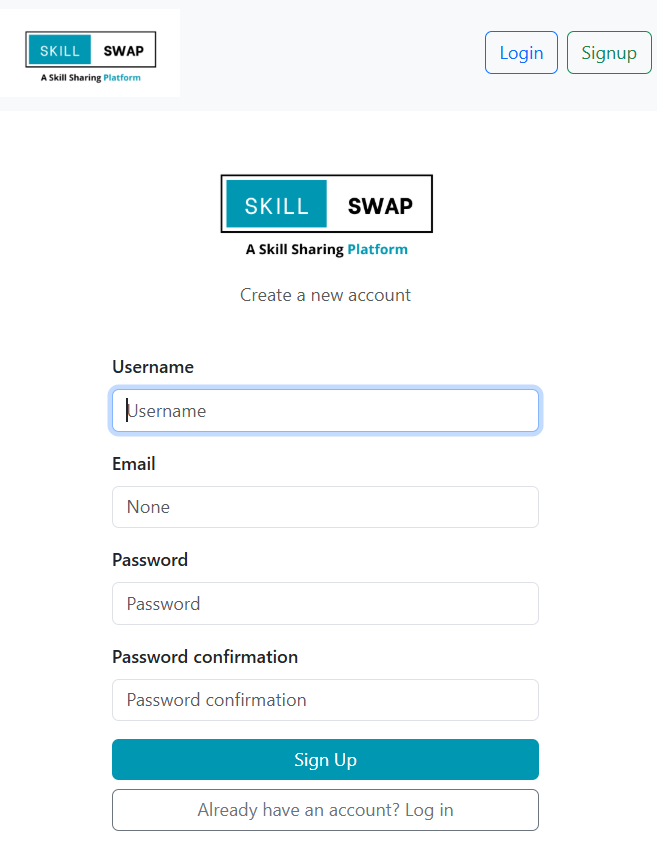 SKILL SWAP
A Skill Sharing Platform
Login
Signup
SKILL SWAP
A Skill Sharing Platform
Create a new account
Username
Username
Email
None
Password
Password
Password confirmation
Password confirmation
Sign Up
Already have an account? Log in